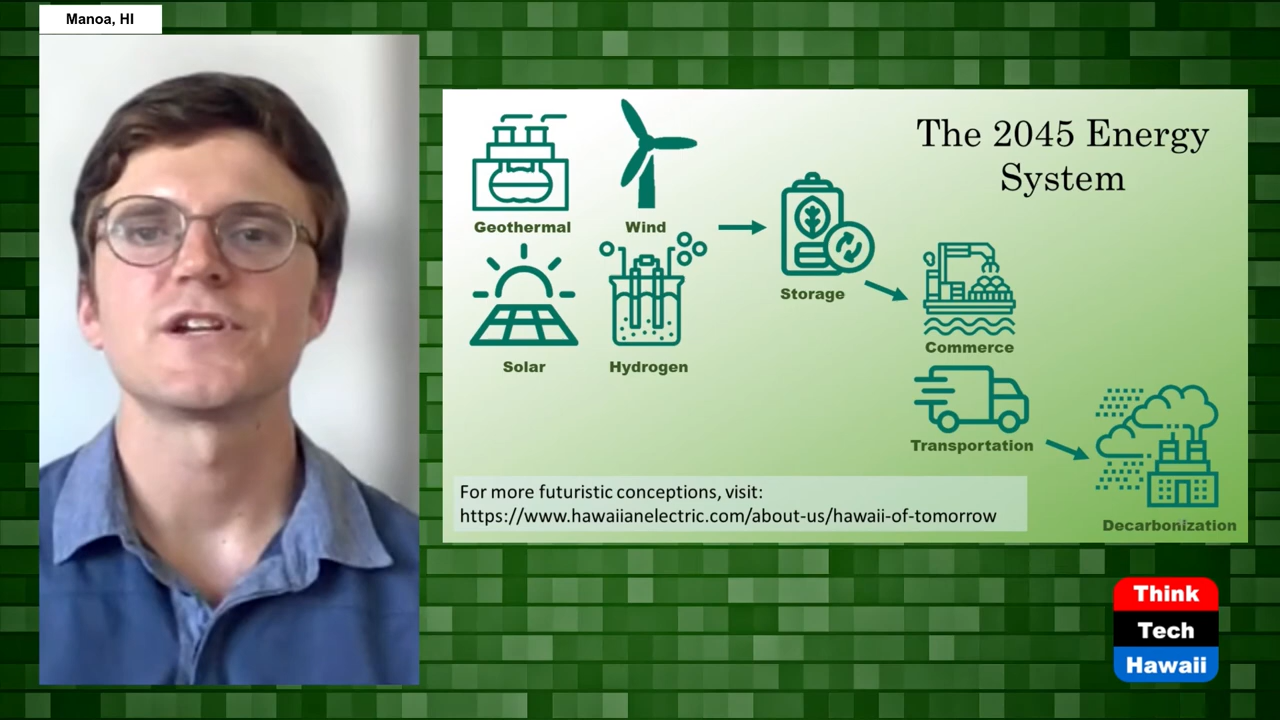 Manoa, HI
The 2045 Energy
System
Geothermal
Wind
Solar
Hydrogen
Storage
Commerce
Transportation
Decarbonization
For more futuristic conceptions, visit:
https://www.hawaiianelectric.com/about-us/hawaii-of-tomorrow
Think
Tech
Hawaii